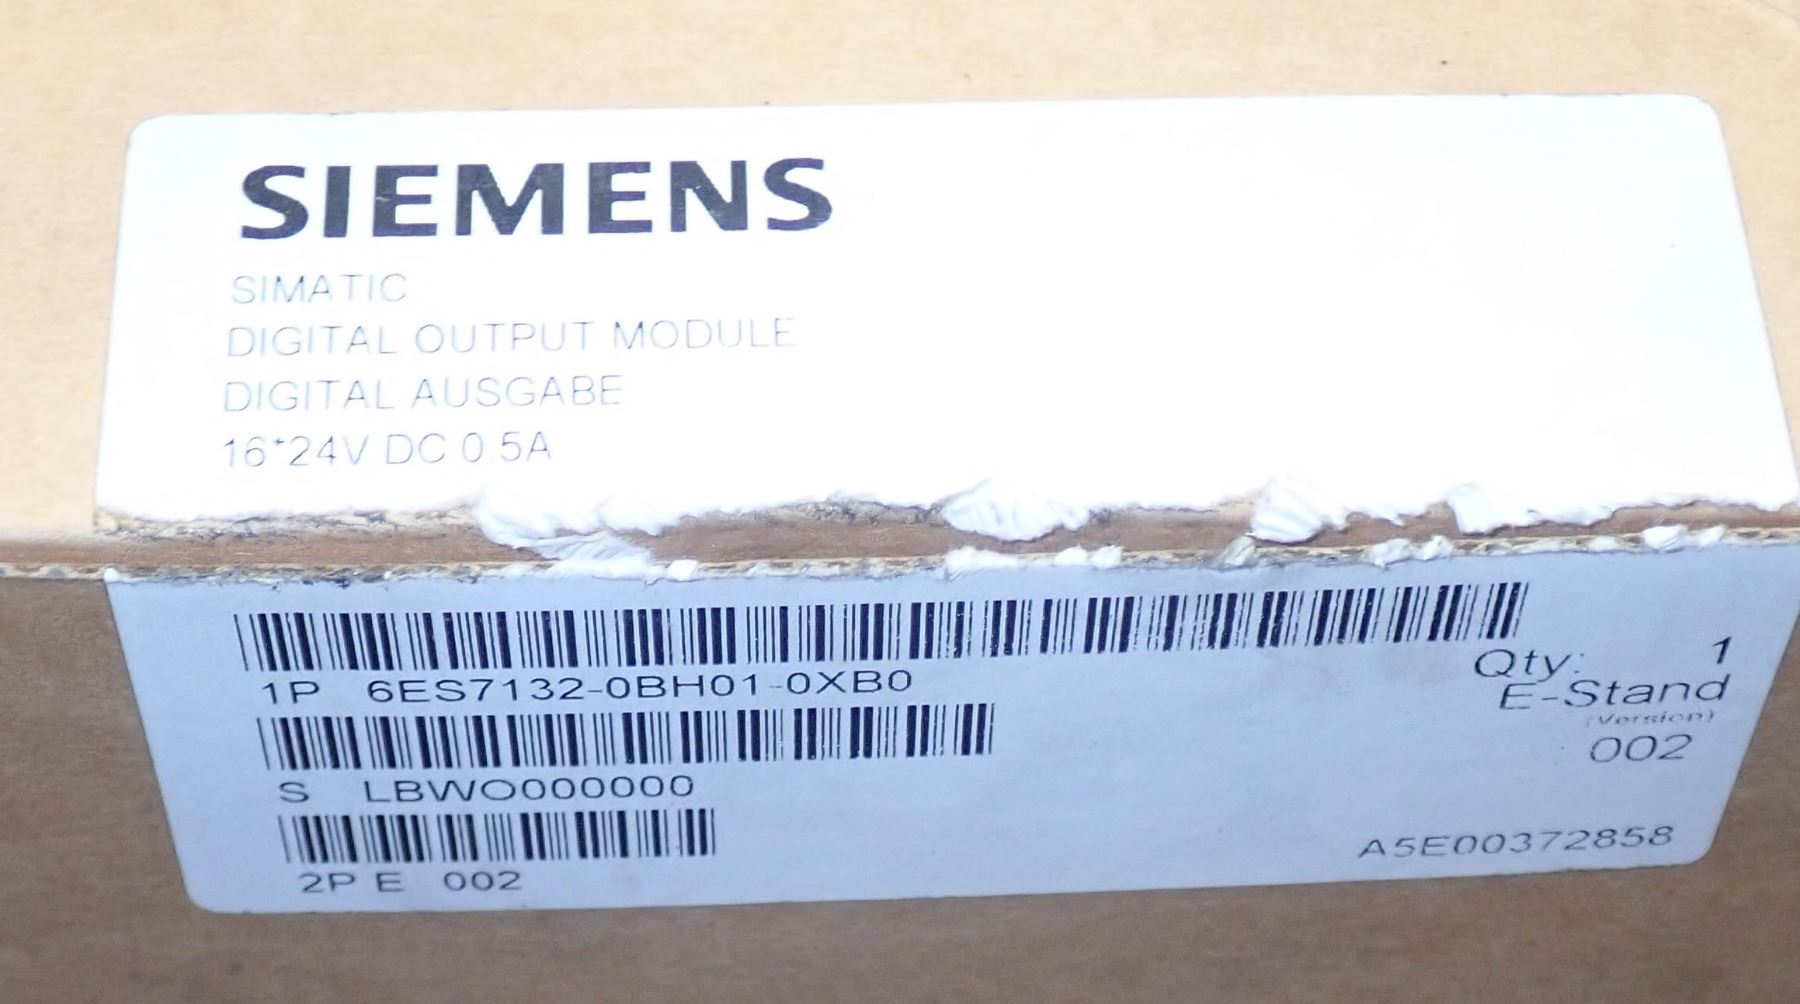 SIEMENS
SIMATIC
DIGITAL OUTPUT MODULE
DIGITAL AUSGABE
16*24V DC 0.5A
1P 6ES7132-0BH01-0XB0
Qty: 1
E-Stand
(Version)
002
S LBWO000000
A5E00372858
2P E 002